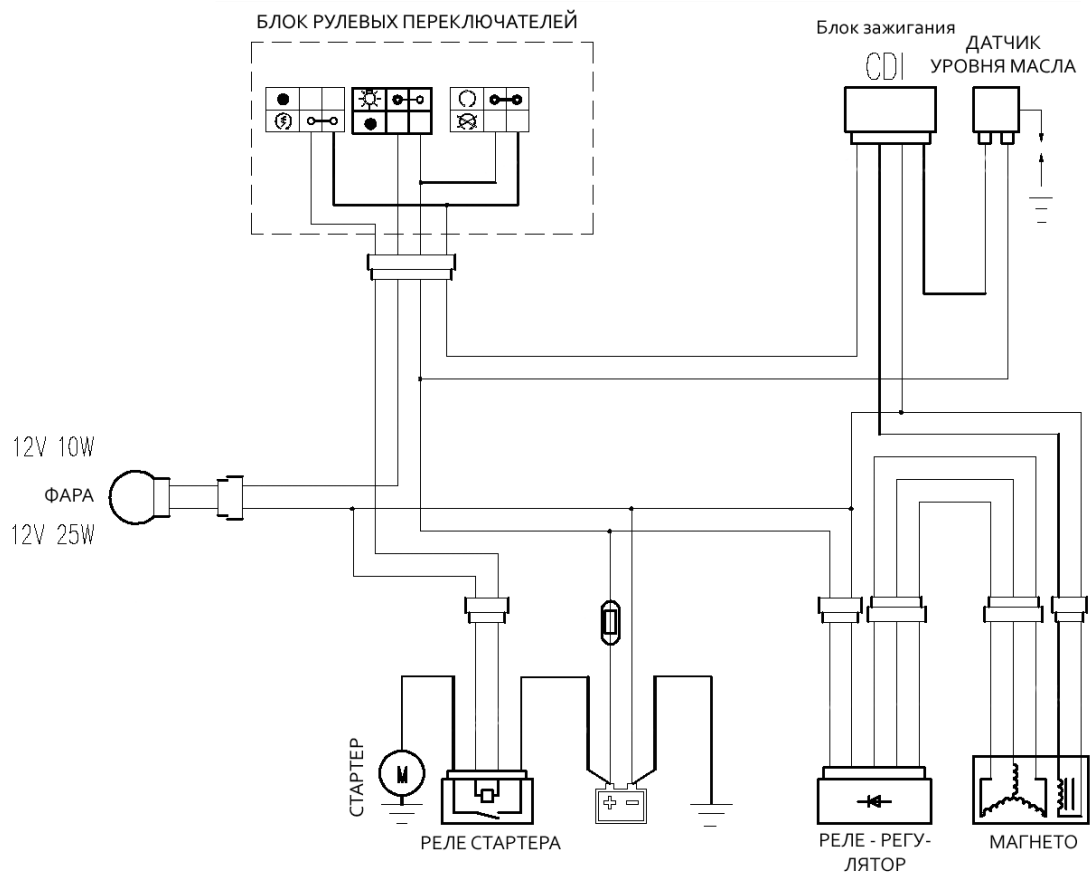 БЛОК РУЛЕВЫХ ПЕРЕКЛЮЧАТЕЛЕЙ
Блок зажигания
CDI
ДАТЧИК
УРОВНЯ МАСЛА
12V 10W
ФАРА
12V 25W
СТАРТЕР
M
РЕЛЕ СТАРТЕРА
+ −
РЕЛЕ - РЕГУ-
ЛЯТОР
МАГНЕТО